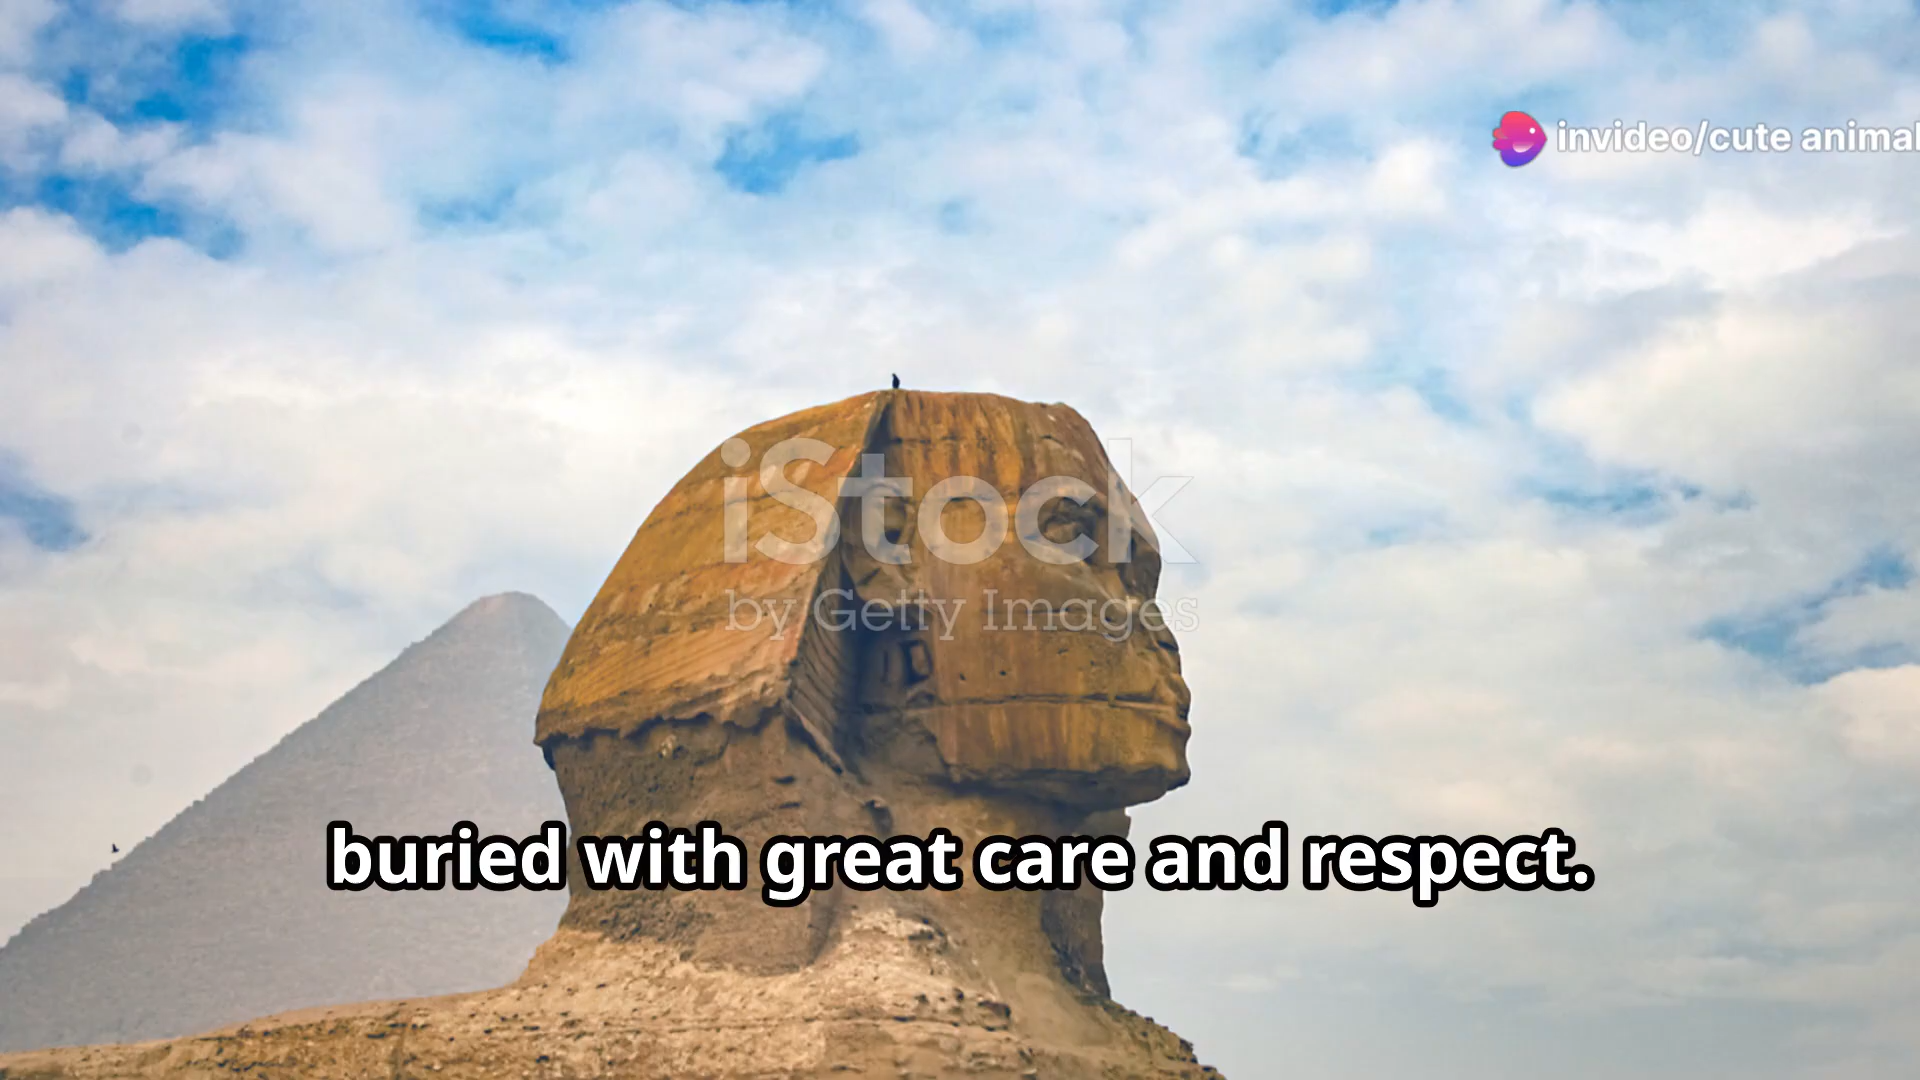 invideo/cute animal
iStock
by Getty Images
buried with great care and respect.